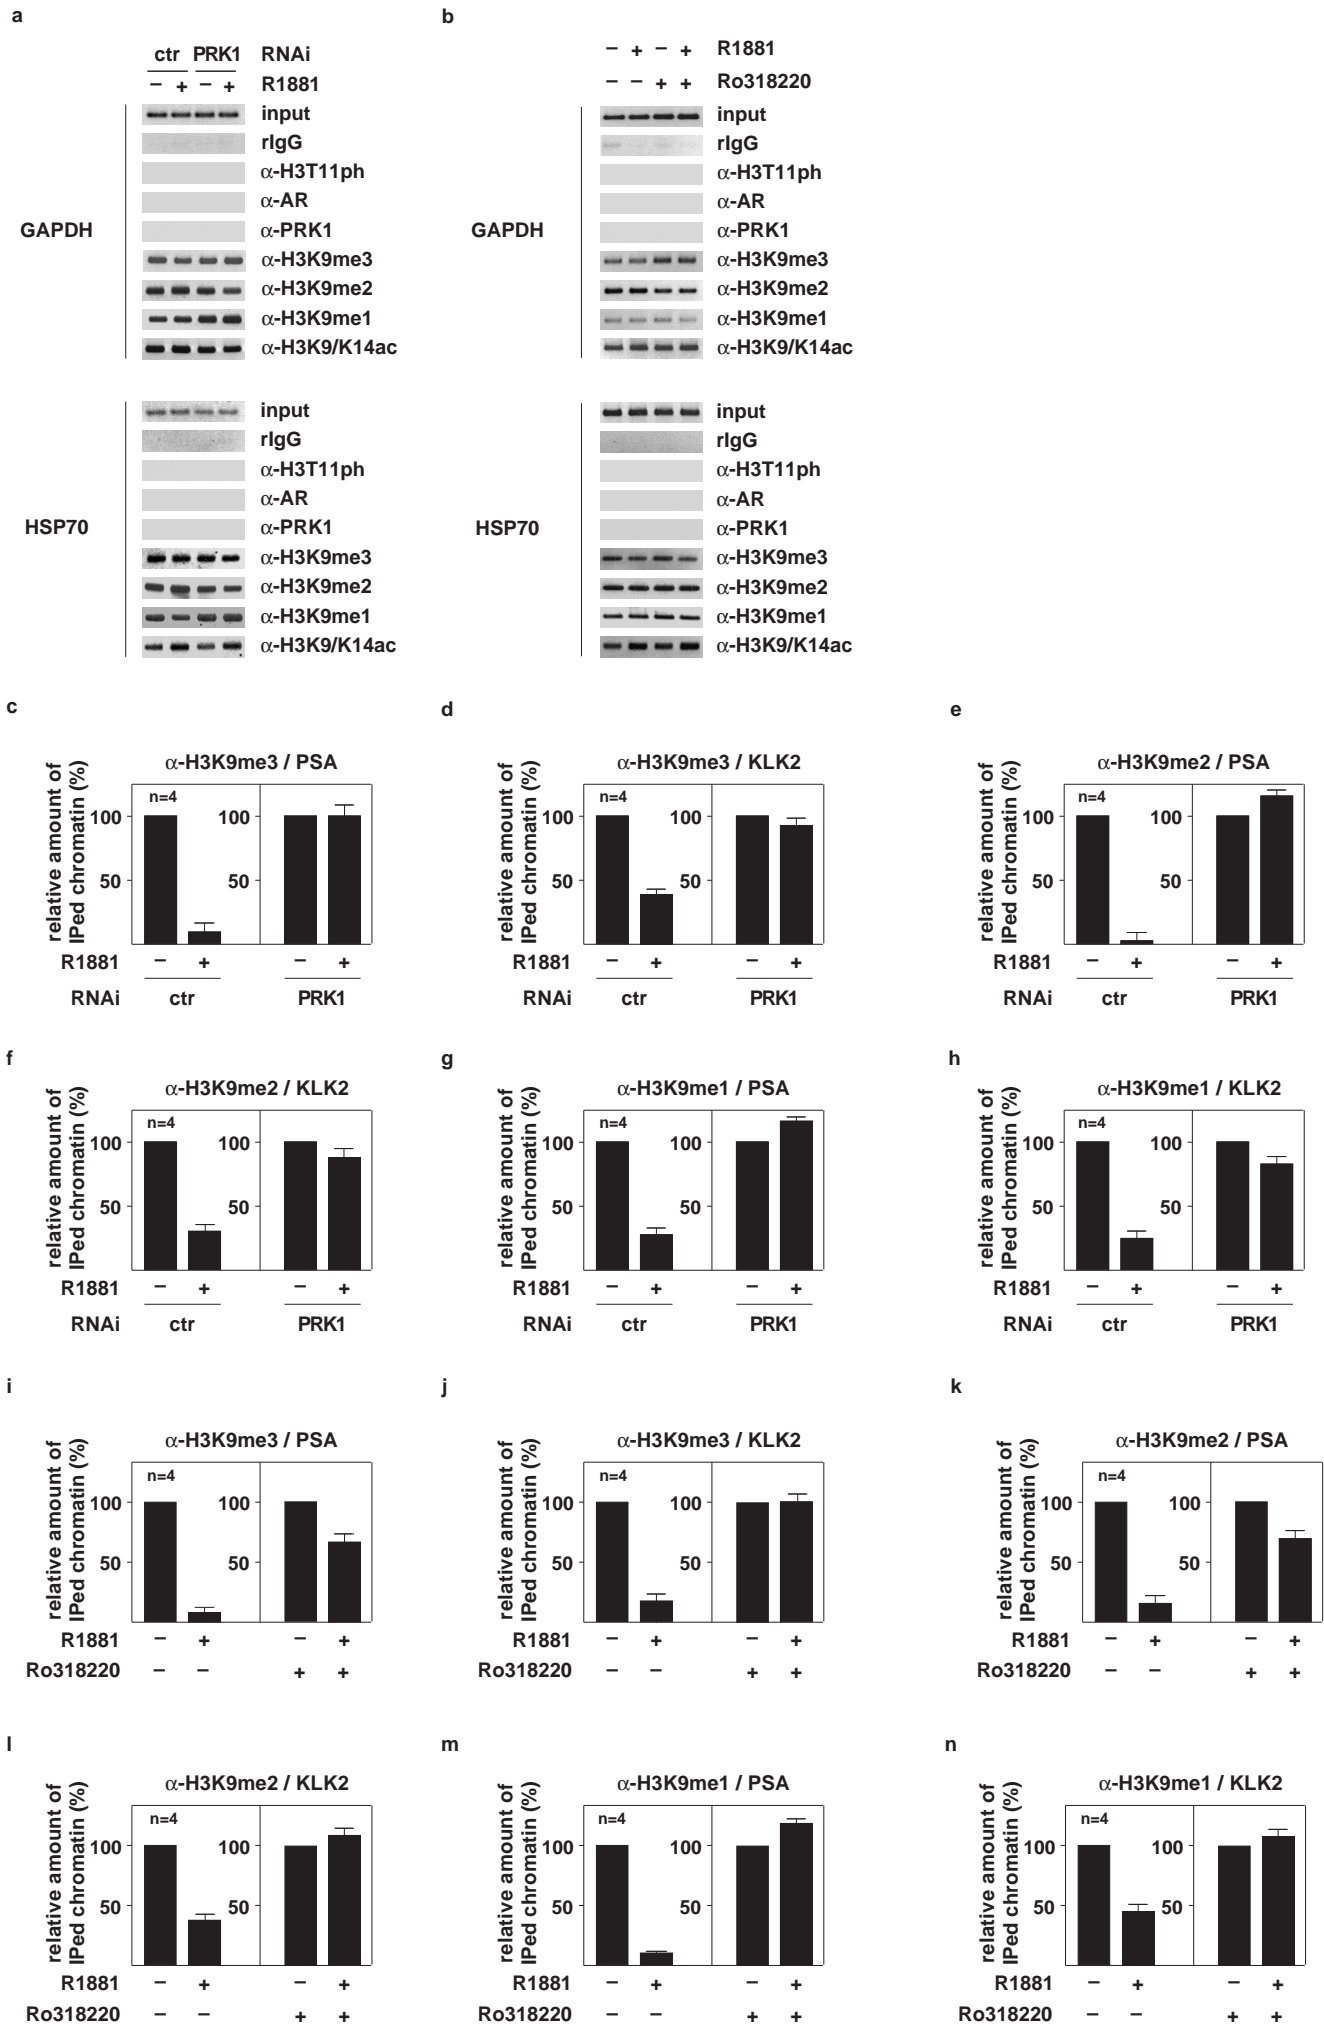 a
ctr PRK1 RNAi
− + − + R1881
GAPDH
input
rIgG
α-H3T11ph
α-AR
α-PRK1
α-H3K9me3
α-H3K9me2
α-H3K9me1
α-H3K9/K14ac
HSP70
input
rIgG
α-H3T11ph
α-AR
α-PRK1
α-H3K9me3
α-H3K9me2
α-H3K9me1
α-H3K9/K14ac
b
− + − + R1881
− − + + Ro318220
GAPDH
input
rIgG
α-H3T11ph
α-AR
α-PRK1
α-H3K9me3
α-H3K9me2
α-H3K9me1
α-H3K9/K14ac
HSP70
input
rIgG
α-H3T11ph
α-AR
α-PRK1
α-H3K9me3
α-H3K9me2
α-H3K9me1
α-H3K9/K14ac
c
α-H3K9me3 / PSA
relative amount of
IPed chromatin (%)
n=4
100 100
50 50
R1881 − + − +
RNAi ctr PRK1
d
α-H3K9me3 / KLK2
relative amount of
IPed chromatin (%)
n=4
100 100
50 50
R1881 − + − +
RNAi ctr PRK1
e
α-H3K9me2 / PSA
relative amount of
IPed chromatin (%)
n=4
100 100
50 50
R1881 − + − +
RNAi ctr PRK1
f
α-H3K9me2 / KLK2
relative amount of
IPed chromatin (%)
n=4
100 100
50 50
R1881 − + − +
RNAi ctr PRK1
g
α-H3K9me1 / PSA
relative amount of
IPed chromatin (%)
n=4
100 100
50 50
R1881 − + − +
RNAi ctr PRK1
h
α-H3K9me1 / KLK2
relative amount of
IPed chromatin (%)
n=4
100 100
50 50
R1881 − + − +
RNAi ctr PRK1
i
α-H3K9me3 / PSA
relative amount of
IPed chromatin (%)
n=4
100 100
50 50
R1881 − + − +
Ro318220 − − + +
j
α-H3K9me3 / KLK2
relative amount of
IPed chromatin (%)
n=4
100 100
50 50
R1881 − + − +
Ro318220 − − + +
k
α-H3K9me2 / PSA
relative amount of
IPed chromatin (%)
n=4
100 100
50 50
R1881 − + − +
Ro318220 − − + +
l
α-H3K9me2 / KLK2
relative amount of
IPed chromatin (%)
n=4
100 100
50 50
R1881 − + − +
Ro318220 − − + +
m
α-H3K9me1 / PSA
relative amount of
IPed chromatin (%)
n=4
100 100
50 50
R1881 − + − +
Ro318220 − − + +
n
α-H3K9me1 / KLK2
relative amount of
IPed chromatin (%)
n=4
100 100
50 50
R1881 − + − +
Ro318220 − − + +